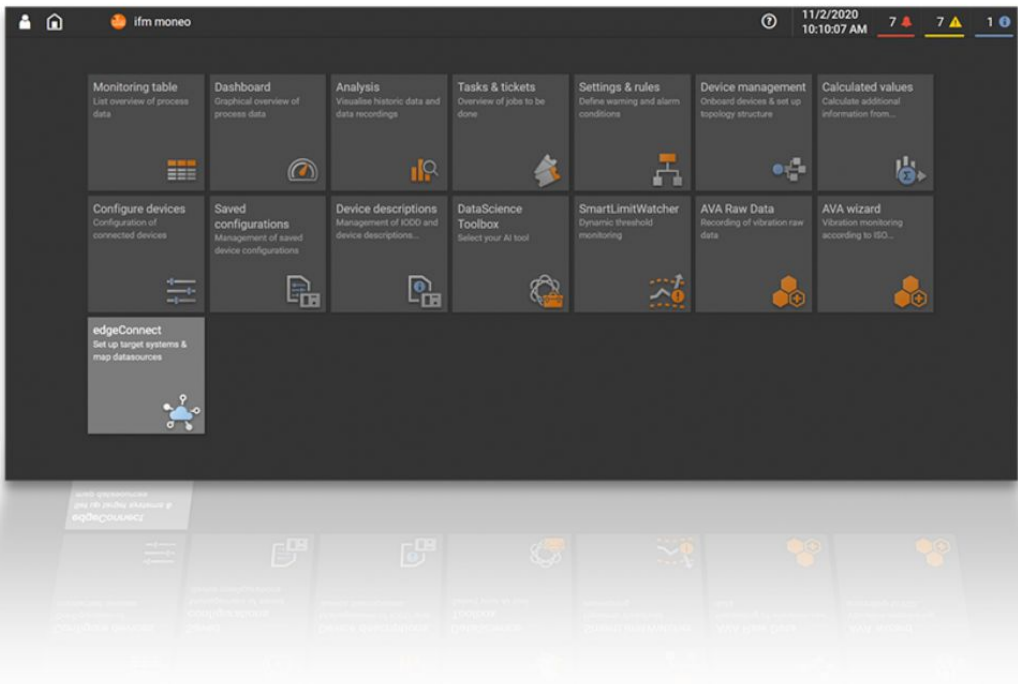 ifm moneo
11/2/2020
10:10:07 AM
7
7
1
Monitoring table
List overview of process
data
Dashboard
Graphical overview of
process data
Analysis
Visualise historic data and
data recordings
Tasks & tickets
Overview of jobs to be
done
Settings & rules
Define warning and alarm
conditions
Device management
Onboard devices & set up
topology structure
Calculated values
Calculate additional
information from...
Configure devices
Configuration of
connected devices
Saved
configurations
Management of saved
device configurations
Device descriptions
Management of IODD and
device descriptions...
DataScience
Toolbox
Select your AI tool
SmartLimitWatcher
Dynamic threshold
monitoring
AVA Raw Data
Recording of vibration raw
data
AVA wizard
Vibration monitoring
according to ISO...
edgeConnect
Set up target systems &
map datasources